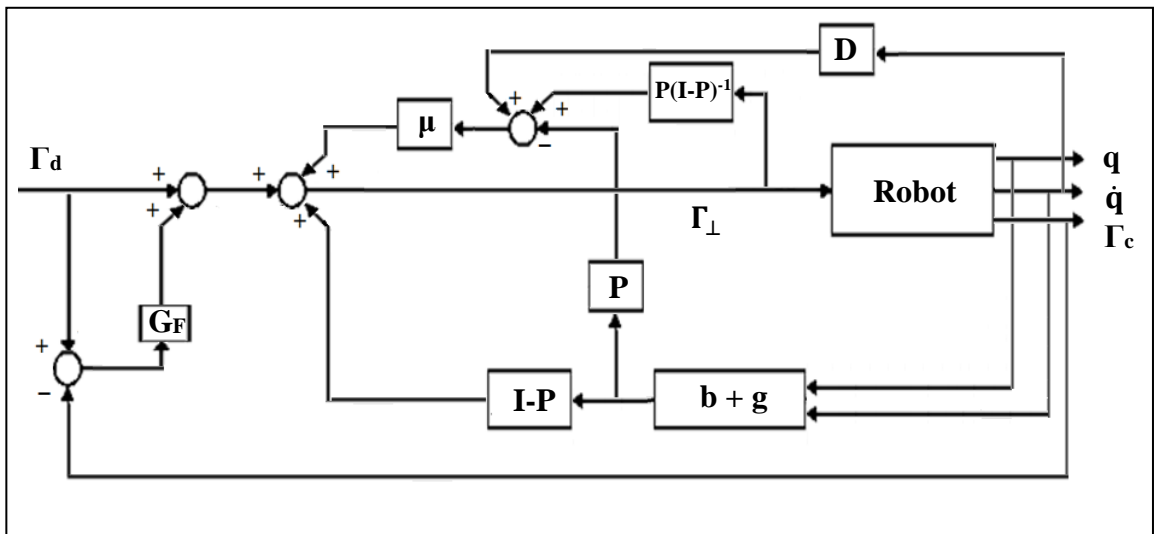 D
P(I-P)⁻¹
+
+
−
μ
Γd
+
+
+
+
+
Robot
q
q̇
Γc
Γ⊥
P
GF
+
−
I-P
b + g